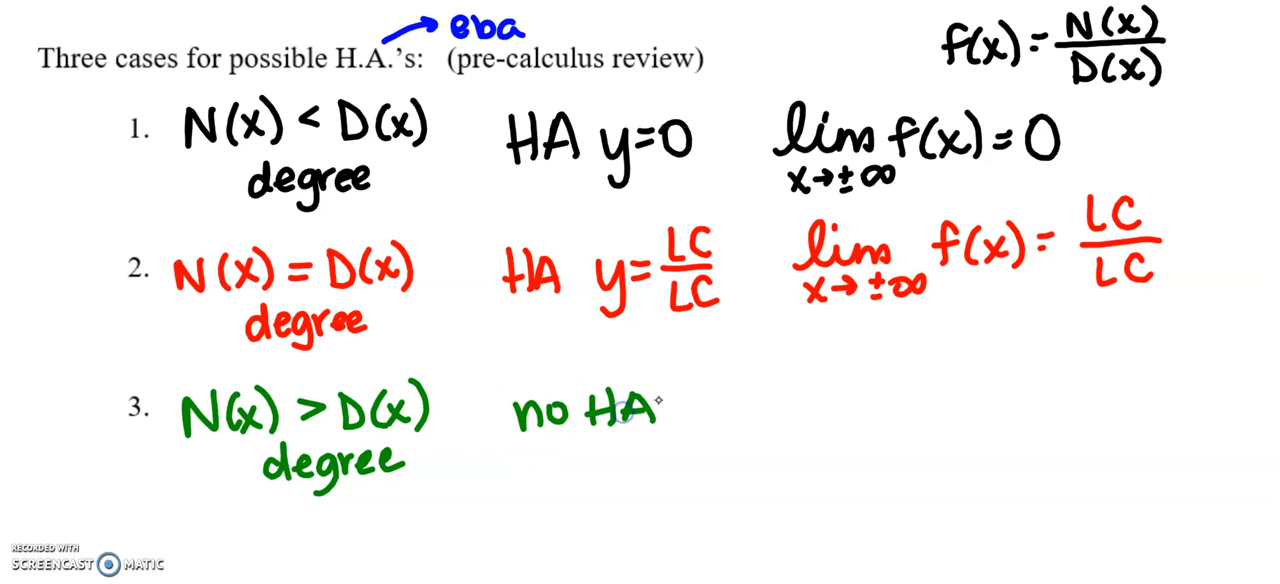 eba
Three cases for possible H.A.'s: (pre-calculus review)
f(x) = N(x)/D(x)
1. N(x) < D(x) HA y=0 lim f(x) = 0
degree x→±∞
2. N(x) = D(x) HA y= LC/LC lim f(x) = LC/LC
degree x→±∞
3. N(x) > D(x) no HA
degree
RECORDED WITH
SCREENCAST MATIC